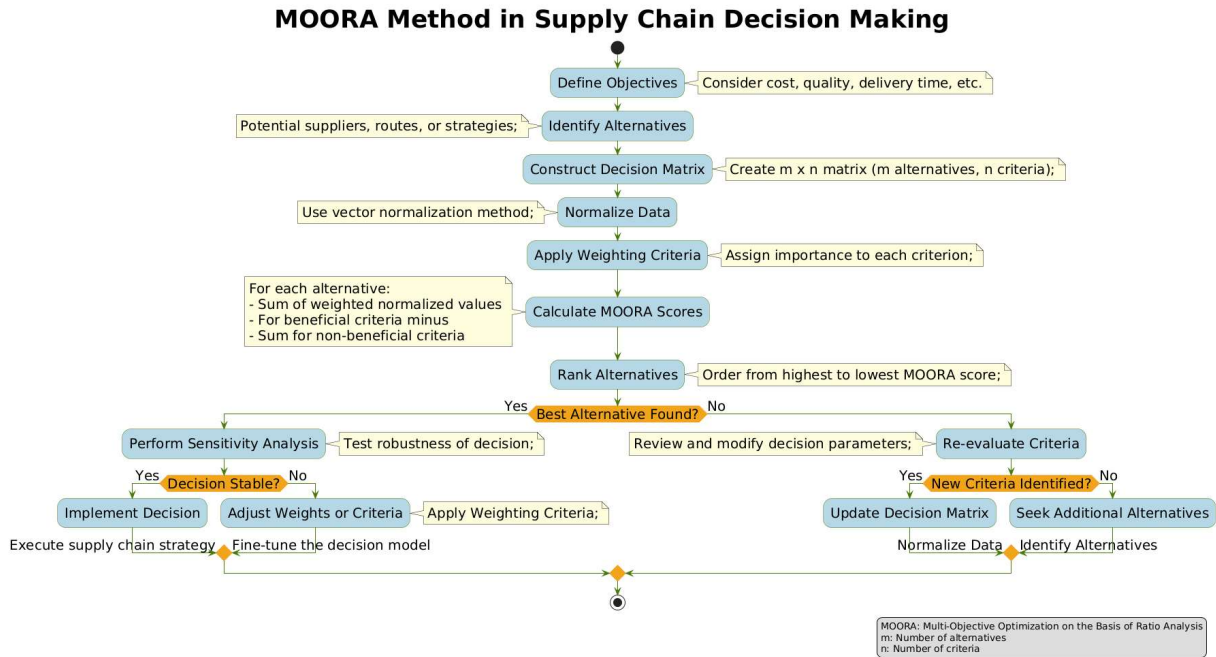 MOORA Method in Supply Chain Decision Making
Define Objectives
Consider cost, quality, delivery time, etc.
Potential suppliers, routes, or strategies;
Identify Alternatives
Construct Decision Matrix
Create m x n matrix (m alternatives, n criteria);
Use vector normalization method;
Normalize Data
Apply Weighting Criteria
Assign importance to each criterion;
For each alternative:
- Sum of weighted normalized values
- For beneficial criteria minus
- Sum for non-beneficial criteria
Calculate MOORA Scores
Rank Alternatives
Order from highest to lowest MOORA score;
Yes
Best Alternative Found?
No
Perform Sensitivity Analysis
Test robustness of decision;
Review and modify decision parameters;
Re-evaluate Criteria
Yes
Decision Stable?
No
Yes
New Criteria Identified?
No
Implement Decision
Adjust Weights or Criteria
Apply Weighting Criteria;
Update Decision Matrix
Seek Additional Alternatives
Execute supply chain strategy
Fine-tune the decision model
Normalize Data
Identify Alternatives
MOORA: Multi-Objective Optimization on the Basis of Ratio Analysis
m: Number of alternatives
n: Number of criteria